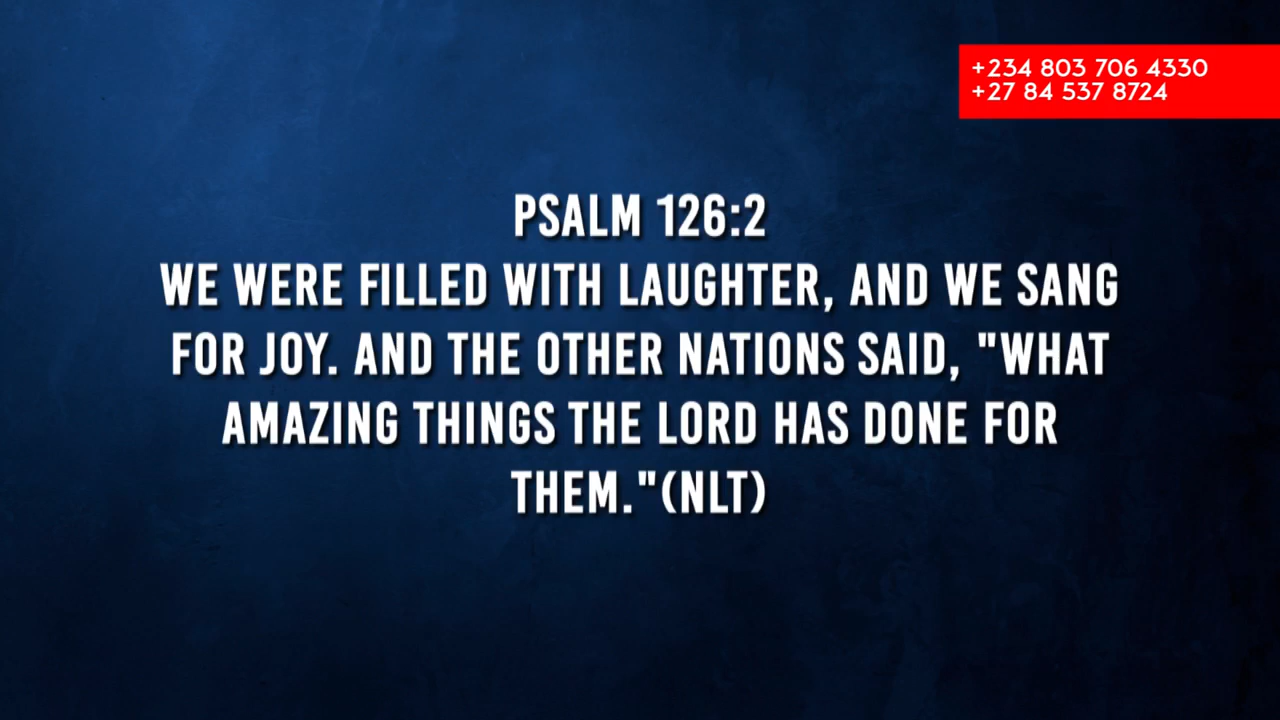 +234 803 706 4330
+27 84 537 8724
PSALM 126:2
WE WERE FILLED WITH LAUGHTER, AND WE SANG
FOR JOY. AND THE OTHER NATIONS SAID, "WHAT
AMAZING THINGS THE LORD HAS DONE FOR
THEM."(NLT)